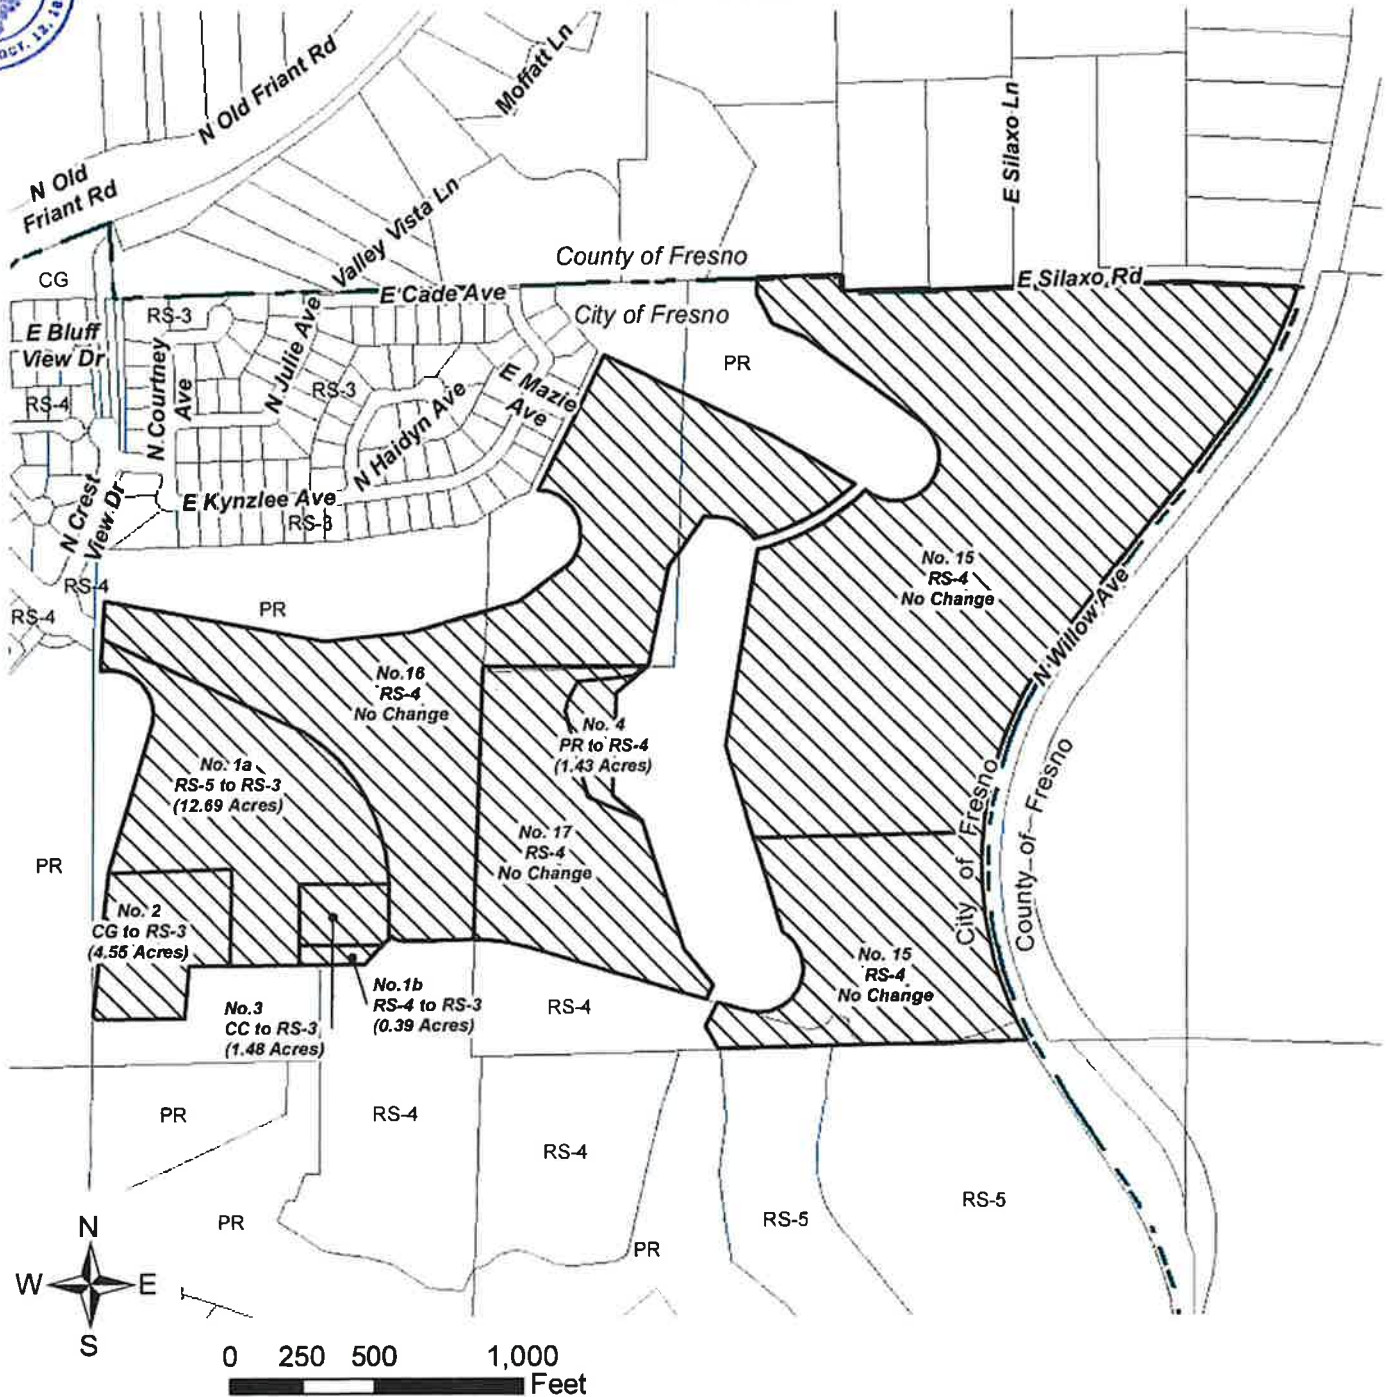 OCT. 12, 18
N Old Friant Rd
Moffatt Ln
N Old
Friant Rd
Valley Vista Ln
E Silaxo Ln
County of Fresno
E Silaxo Rd
CG
E Cade Ave
City of Fresno
RS-3
E Bluff
View Dr
N Courtney
Ave
N Julie Ave
RS-3
PR
E Mazie
Ave
RS-4
N Haidyn Ave
N Crest
View Dr
E Kynzlee Ave
RS-3
No. 15
RS-4
No Change
RS-4
RS-4
PR
N Willow Ave
No.16
RS-4
No Change
No. 4
PR to RS-4
(1.43 Acres)
No. 1a
RS-5 to RS-3
(12.69 Acres)
City of Fresno
County of Fresno
No. 17
RS-4
No Change
PR
No. 2
CG to RS-3
(4.55 Acres)
No. 15
RS-4
No Change
No.3
CC to RS-3
(1.48 Acres)
No.1b
RS-4 to RS-3
(0.39 Acres)
RS-4
PR
RS-4
RS-4
PR
PR
RS-5
RS-5
N
W
E
S
0 250 500 1,000
Feet